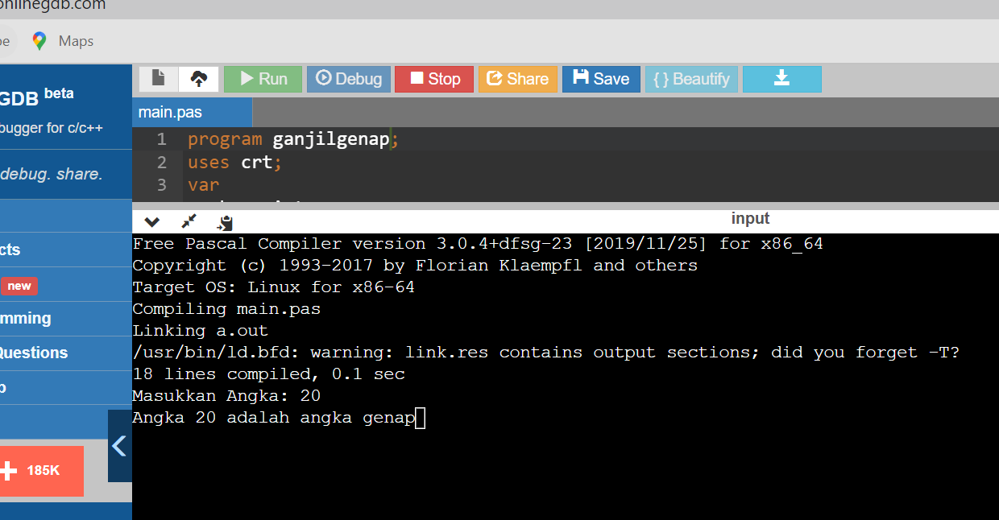 onlinegdb.com
be
Maps
GDB beta
bugger for c/c++
debug. share.
cts
new
mming
Questions
p
185K
Run
Debug
Stop
Share
Save
{ } Beautify
main.pas
1 program ganjilgenap;
2 uses crt;
3 var
input
Free Pascal Compiler version 3.0.4+dfsg-23 [2019/11/25] for x86_64
Copyright (c) 1993-2017 by Florian Klaempfl and others
Target OS: Linux for x86-64
Compiling main.pas
Linking a.out
/usr/bin/ld.bfd: warning: link.res contains output sections; did you forget -T?
18 lines compiled, 0.1 sec
Masukkan Angka: 20
Angka 20 adalah angka genap